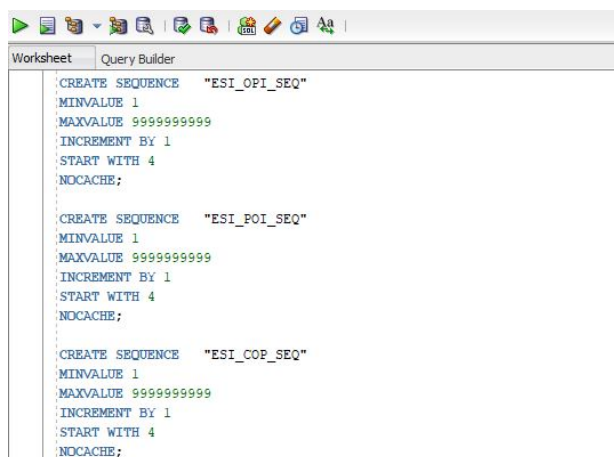 SQL
Aa
Worksheet Query Builder
CREATE SEQUENCE "ESI_OPI_SEQ"
MINVALUE 1
MAXVALUE 9999999999
INCREMENT BY 1
START WITH 4
NOCACHE;
CREATE SEQUENCE "ESI_POI_SEQ"
MINVALUE 1
MAXVALUE 9999999999
INCREMENT BY 1
START WITH 4
NOCACHE;
CREATE SEQUENCE "ESI_COP_SEQ"
MINVALUE 1
MAXVALUE 9999999999
INCREMENT BY 1
START WITH 4
NOCACHE;